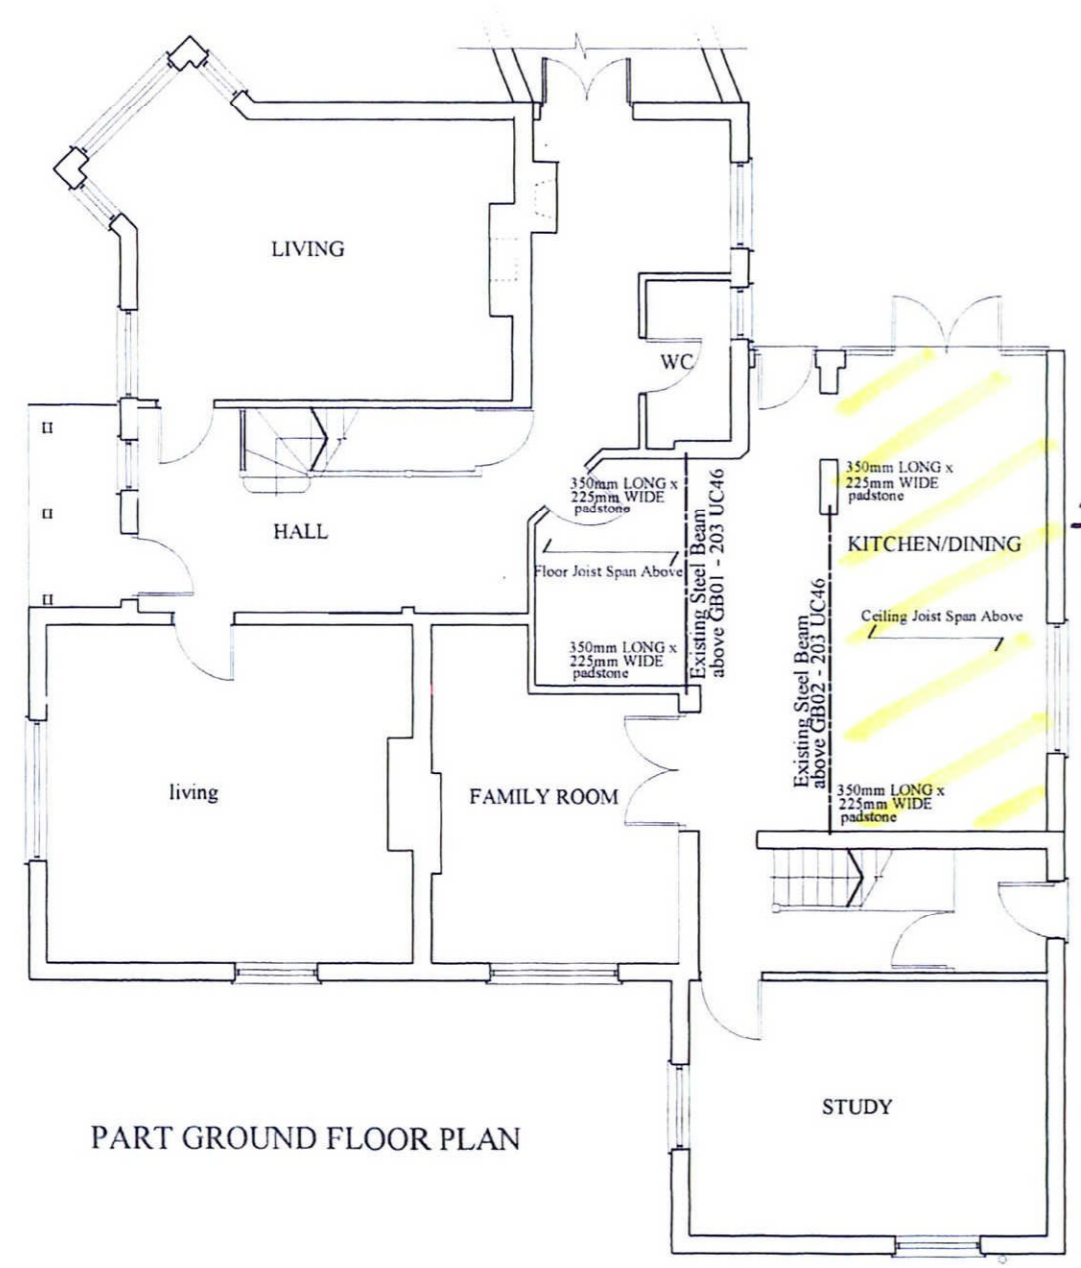 LIVING
WC
350mm LONG x
225mm WIDE
padstone
350mm LONG x
225mm WIDE
padstone
HALL
KITCHEN/DINING
Floor Joist Span Above
Existing Steel Beam
above GB01 - 203 UC46
Ceiling Joist Span Above
350mm LONG x
225mm WIDE
padstone
Existing Steel Beam
above GB02 - 203 UC46
living
FAMILY ROOM
350mm LONG x
225mm WIDE
padstone
STUDY
PART GROUND FLOOR PLAN